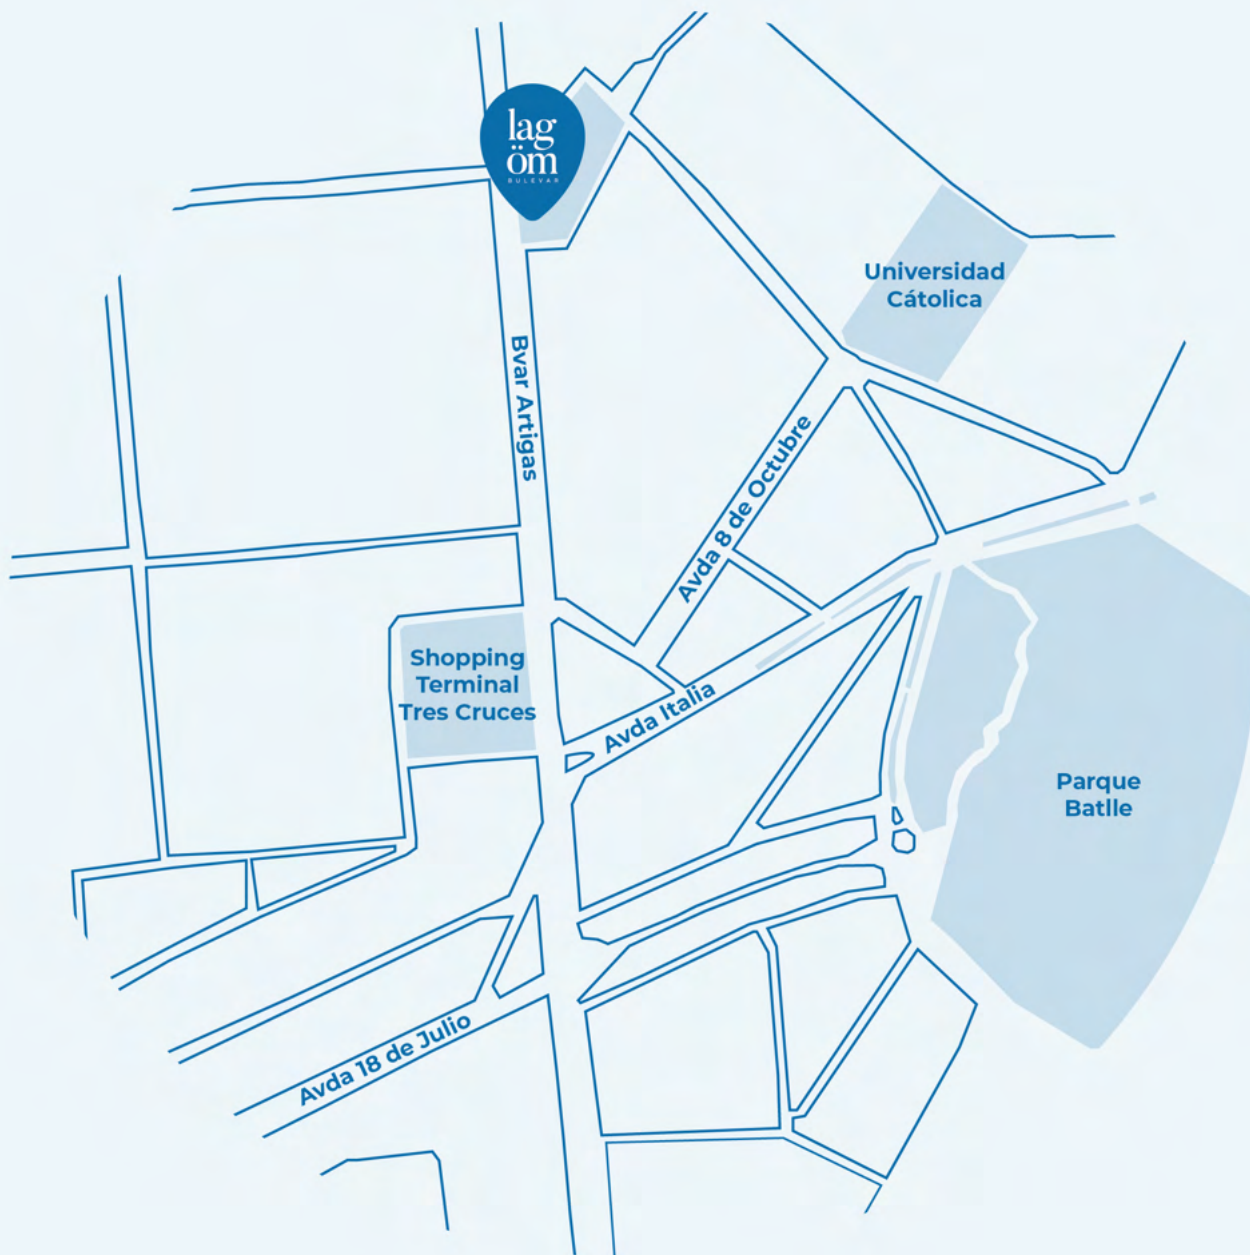 lag
öm
BULEVAR
Universidad
Cátolica
Bvar Artigas
Avda 8 de Octubre
Shopping
Terminal
Tres Cruces
Avda Italia
Parque
Batlle
Avda 18 de Julio